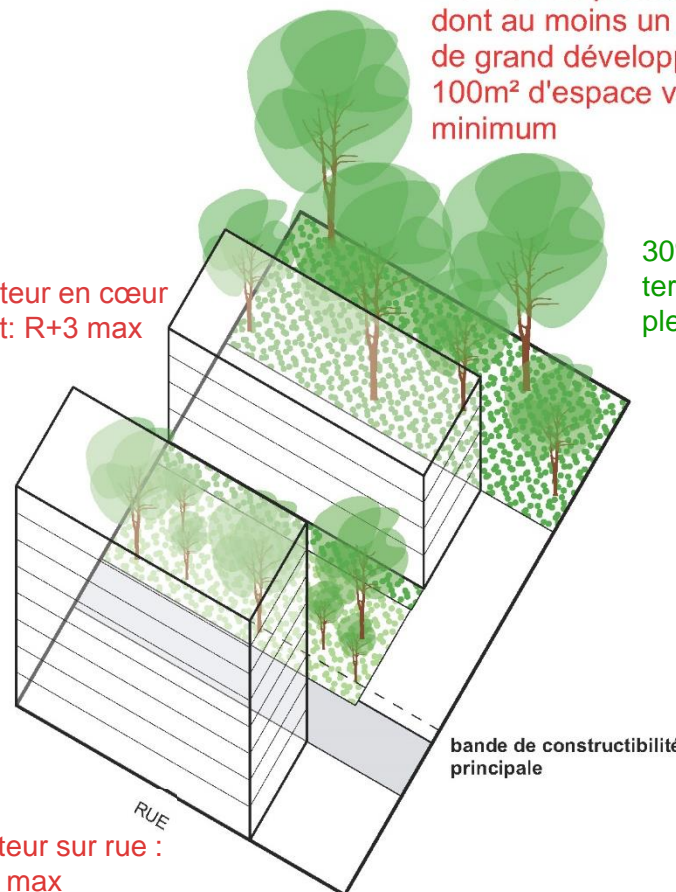 dont au moins un
de grand développ
100m² d'espace v
minimum
30
ter
ple
teur en cœur
t: R+3 max
bande de constructibilité
principale
RUE
teur sur rue :
max